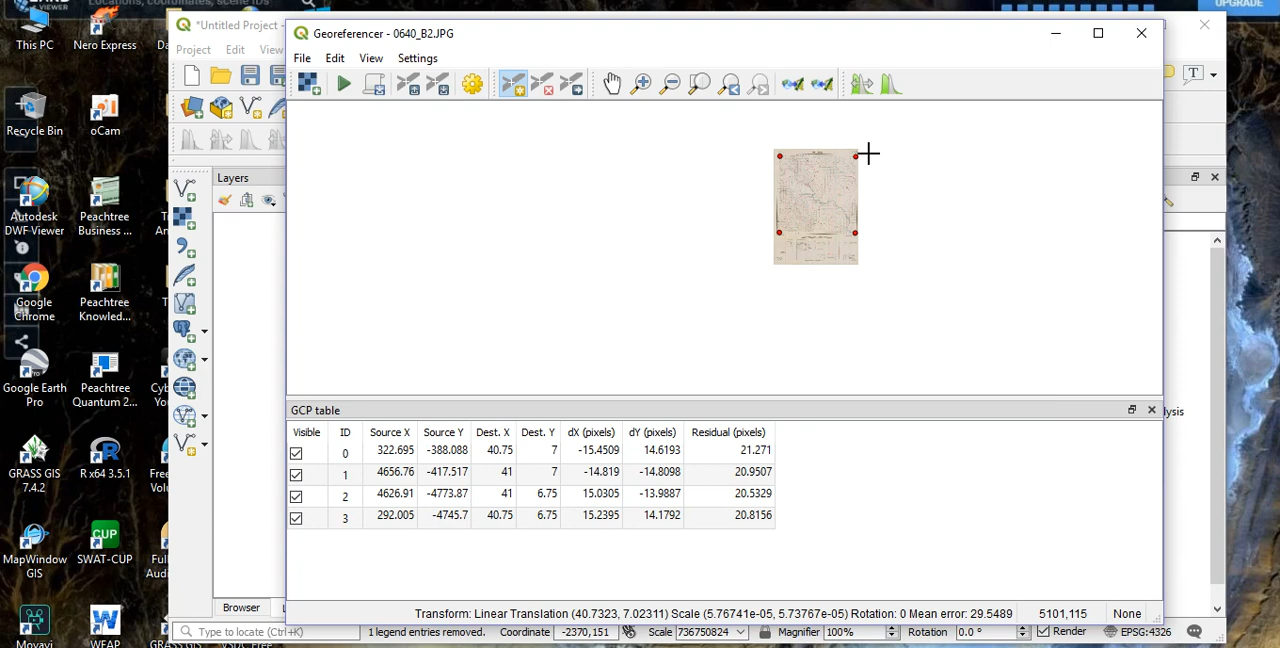 Locations, coordinates, scene IDs
UPGRADE
This PC
Nero Express
*Untitled Project -
Project Edit View
Georeferencer - 0640_B2.JPG
File Edit View Settings
T
Recycle Bin
oCam
Layers
Autodesk
DWF Viewer
Peachtree
Business ...
Google
Chrome
Peachtree
Knowled...
Google Earth
Pro
Peachtree
Quantum 2...
GRASS GIS
7.4.2
R x64 3.5.1
MapWindow
GIS
SWAT-CUP
Movavi
WEAP
GCP table
Visible ID Source X Source Y Dest. X Dest. Y dX (pixels) dY (pixels) Residual (pixels)
0 322.695 -388.088 40.75 7 -15.4509 14.6193 21.271
1 4656.76 -417.517 41 7 -14.819 -14.8098 20.9507
2 4626.91 -4773.87 41 6.75 15.0305 -13.9887 20.5329
3 292.005 -4745.7 40.75 6.75 15.2395 14.1792 20.8156
Browser
Transform: Linear Translation (40.7323, 7.02311) Scale (5.76741e-05, 5.73767e-05) Rotation: 0 Mean error: 29.5489 5101,115 None
Type to locate (Ctrl+K) 1 legend entries removed. Coordinate -2370,151 Scale 736750824 Magnifier 100% Rotation 0.0 ° Render EPSG:4326